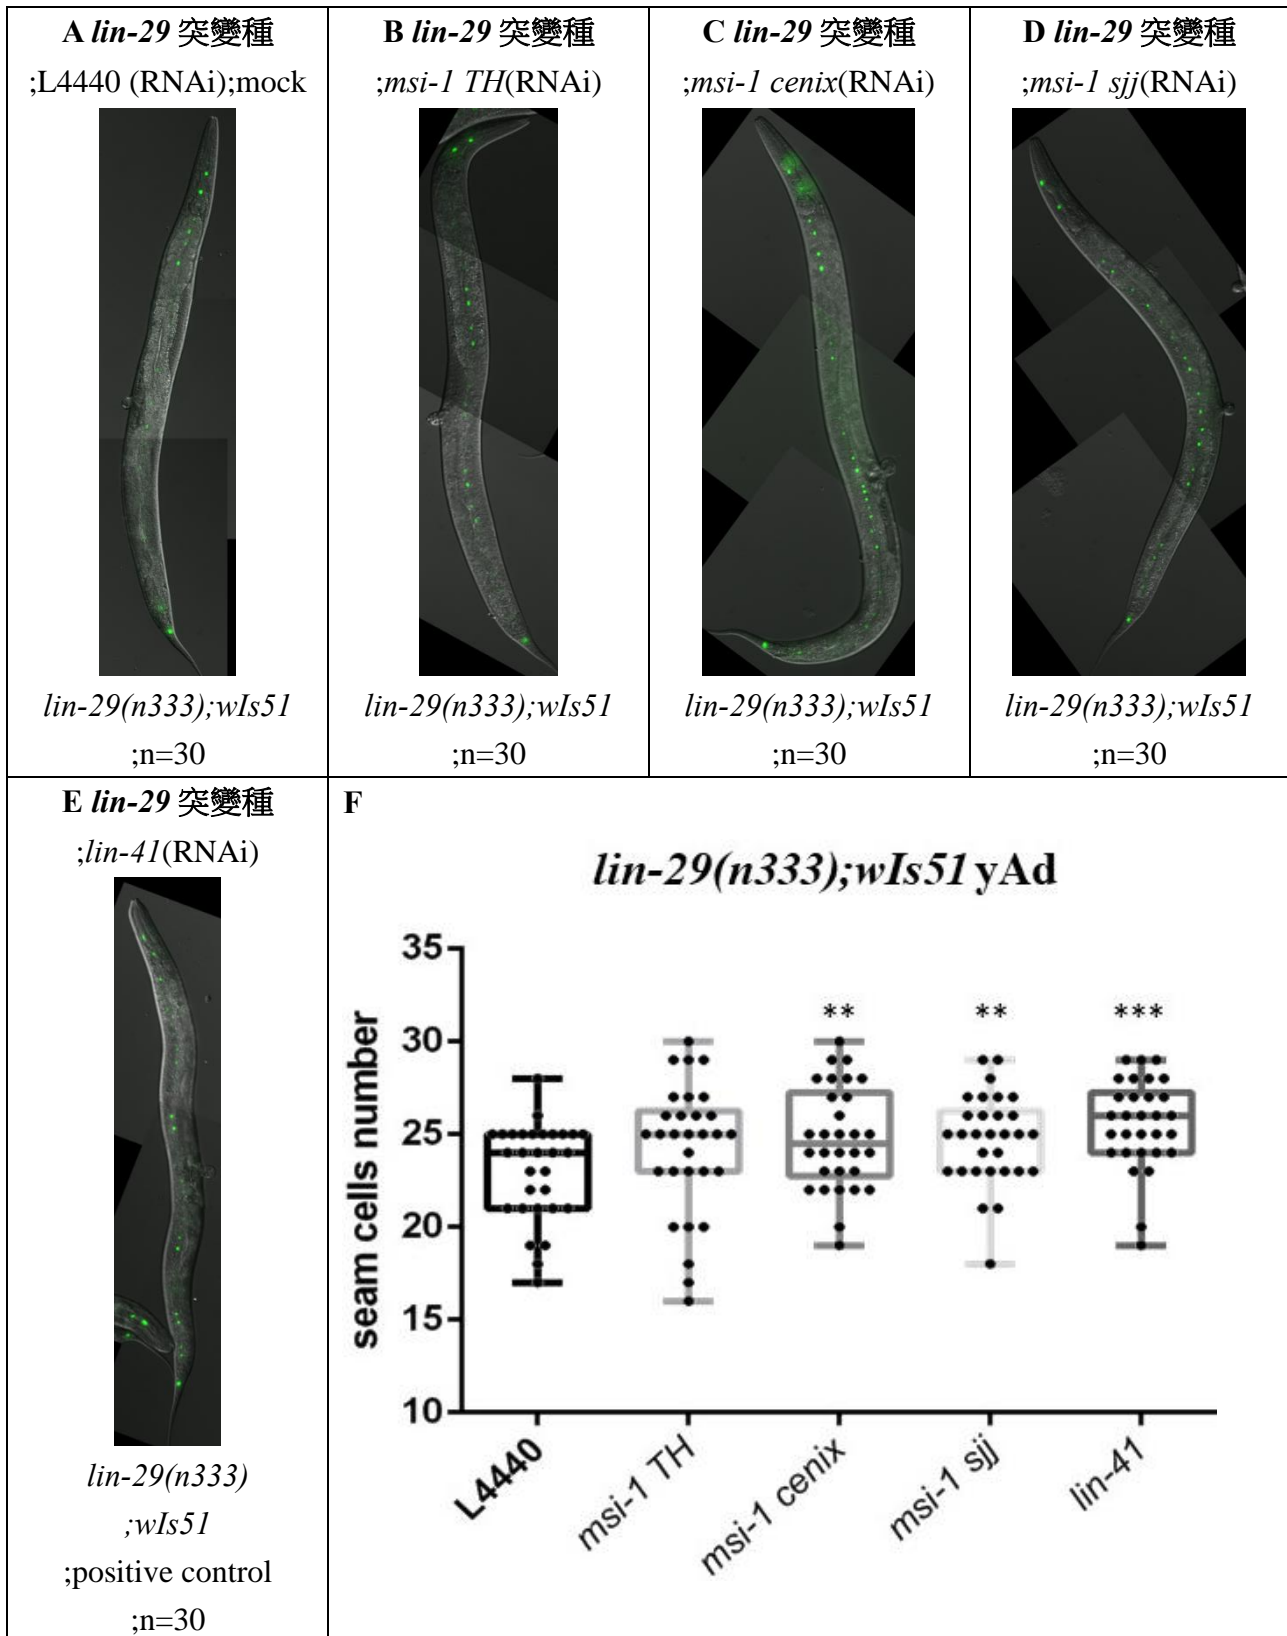 A lin-29 突變種
;L4440 (RNAi);mock
lin-29(n333);wIs51
;n=30
B lin-29 突變種
;msi-1 TH(RNAi)
lin-29(n333);wIs51
;n=30
C lin-29 突變種
;msi-1 cenix(RNAi)
lin-29(n333);wIs51
;n=30
D lin-29 突變種
;msi-1 sjj(RNAi)
lin-29(n333);wIs51
;n=30
E lin-29 突變種
;lin-41(RNAi)
lin-29(n333)
;wIs51
;positive control
;n=30
F
lin-29(n333);wIs51 yAd
seam cells number
35
30
25
20
15
10
** ** ***
L4440
msi-1 TH
msi-1 cenix
msi-1 sjj
lin-41